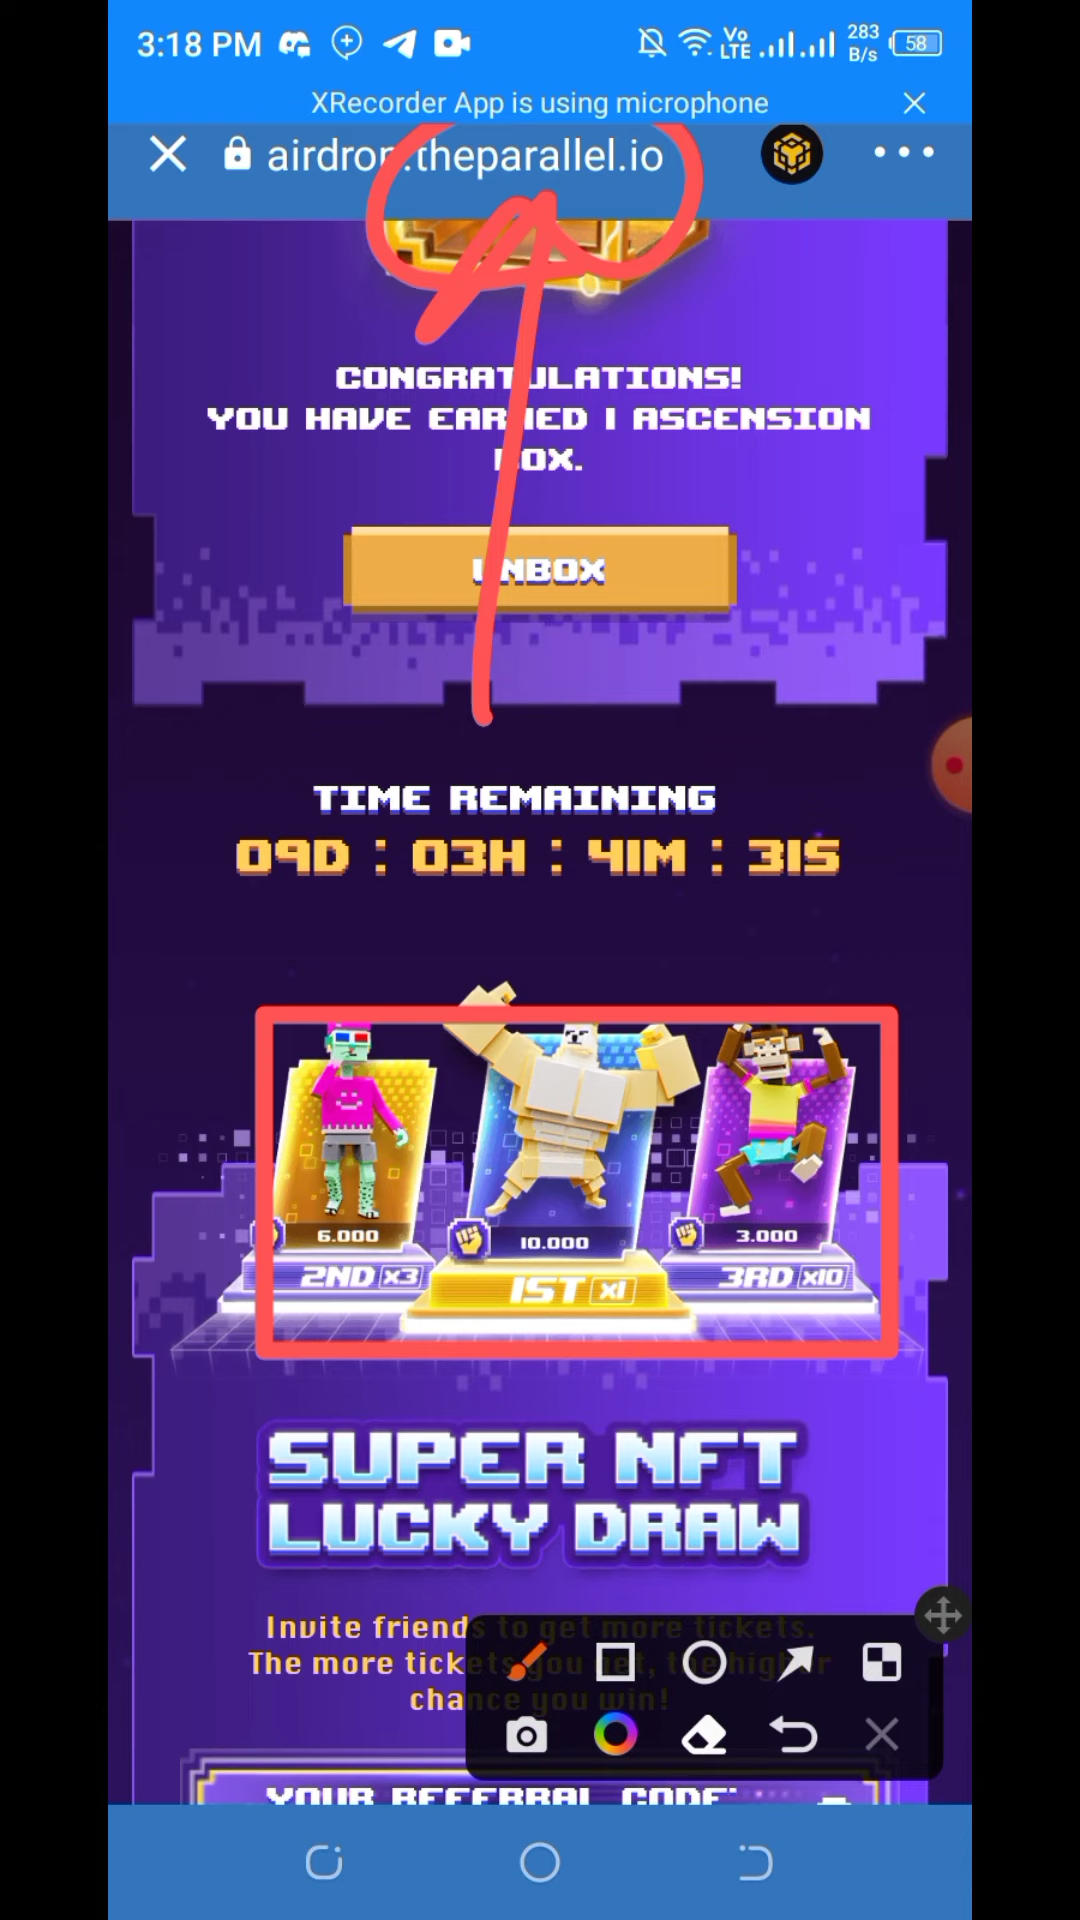 3:18 PM
Vo LTE
283 B/s
58
XRecorder App is using microphone
airdrop.theparallel.io
CONGRATULATIONS!
YOU HAVE EARNED 1 ASCENSION
BOX.
UNBOX
TIME REMAINING
09D : 03H : 41M : 31S
6.000
10.000
3.000
2ND x3
1ST x1
3RD x10
SUPER NFT
LUCKY DRAW
Invite friends to get more tickets.
The more tickets you get, the higher
chance you win!
YOUR REFERRAL CODE